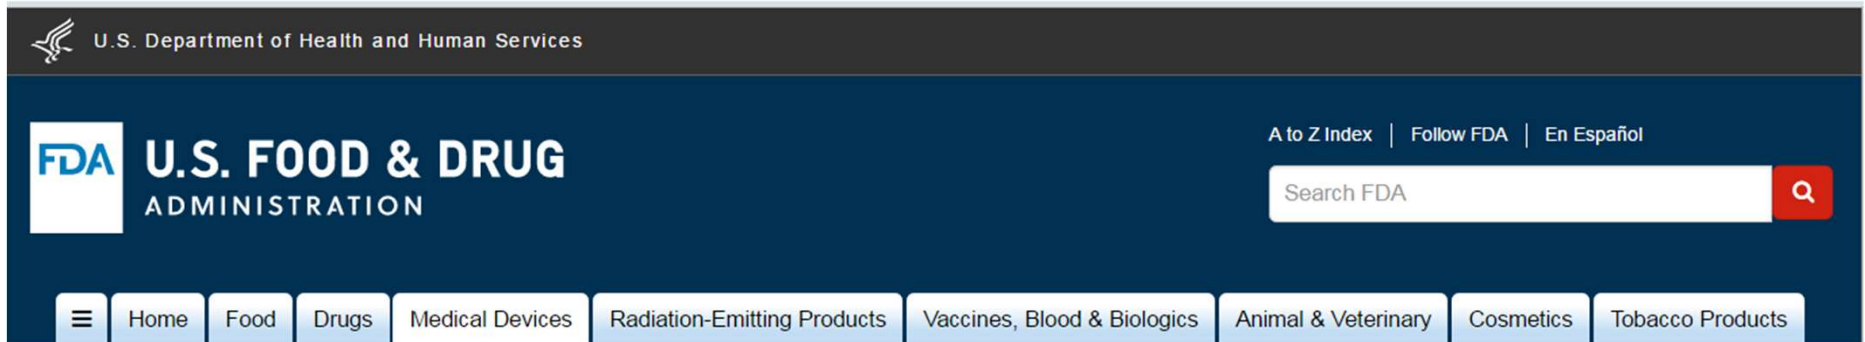 U.S. Department of Health and Human Services
FDA
U.S. FOOD & DRUG
ADMINISTRATION
A to Z Index | Follow FDA | En Español
Search FDA
Home Food Drugs Medical Devices Radiation-Emitting Products Vaccines, Blood & Biologics Animal & Veterinary Cosmetics Tobacco Products